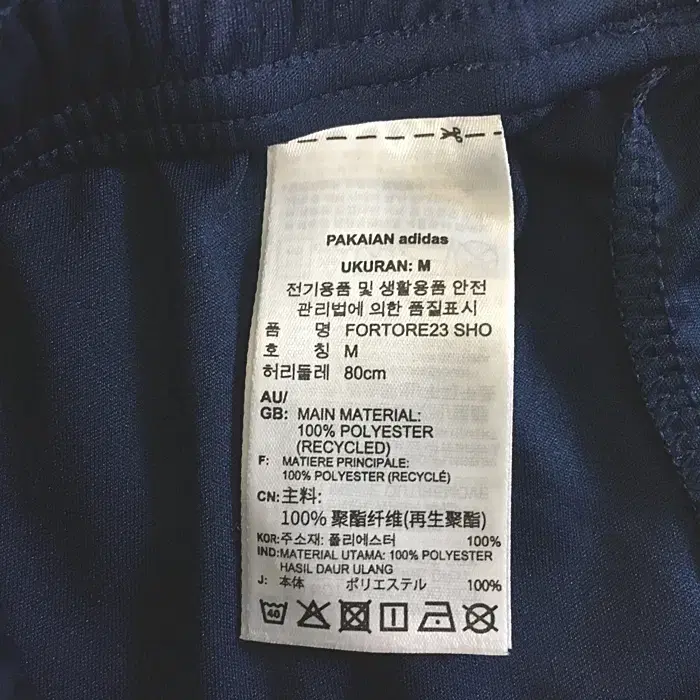 PAKAIAN adidas
UKURAN: M
전기용품 및 생활용품 안전
관리법에 의한 품질표시
품 명 FORTORE23 SHO
호 칭 M
허리둘레 80cm
AU/
GB: MAIN MATERIAL:
100% POLYESTER
(RECYCLED)
F: MATIERE PRINCIPALE:
100% POLYESTER (RECYCLÉ)
CN: 主料:
100% 聚酯纤维(再生聚酯)
KOR: 주소재: 폴리에스터 100%
IND: MATERIAL UTAMA: 100% POLYESTER
HASIL DAUR ULANG
J: 本体 ポリエステル 100%
40